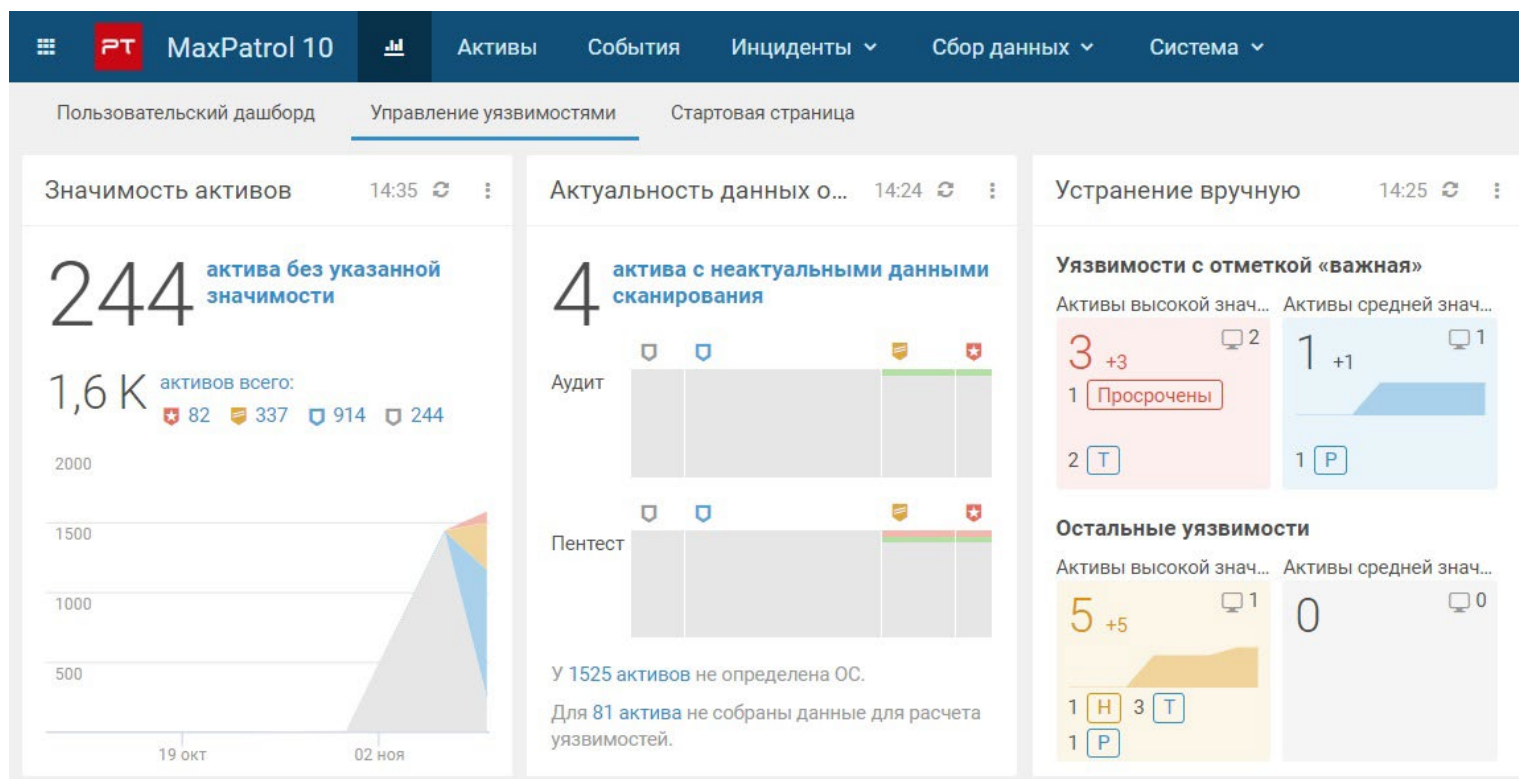 PT MaxPatrol 10 Активы События Инциденты Сбор данных Система
Пользовательский дашборд Управление уязвимостями Стартовая страница
Значимость активов 14:35
244 актива без указанной
значимости
1,6 K активов всего:
82 337 914 244
2000
1500
1000
500
19 окт 02 ноя
Актуальность данных о... 14:24
4 актива с неактуальными данными
сканирования
Аудит
Пентест
У 1525 активов не определена ОС.
Для 81 актива не собраны данные для расчета
уязвимостей.
Устранение вручную 14:25
Уязвимости с отметкой «важная»
Активы высокой знач... Активы средней знач...
3 +3 2 1 +1 1
1 Просрочены
2 Т 1 Р
Остальные уязвимости
Активы высокой знач... Активы средней знач...
5 +5 1 0 0
1 Н 3 Т
1 Р